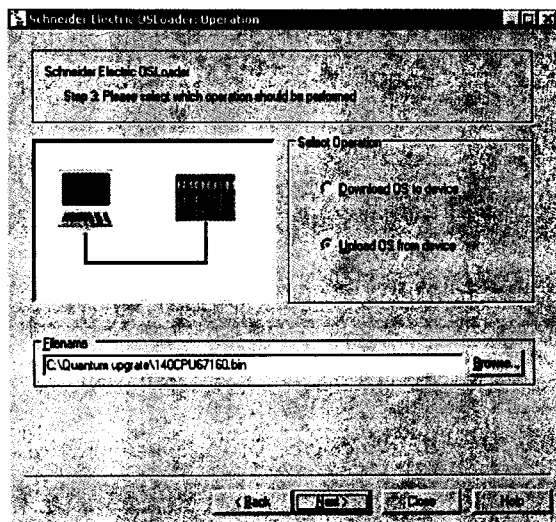 Schneider Electric OSLoader: Operation
Schneider Electric OSLoader
Step 3: Please select which operation should be performed
Select Operation
Download OS to device
Upload OS from device
Filename
C:\Quantum upgrate\140CPU67160.bin
Browse...
< Back
Next >
Close
Help